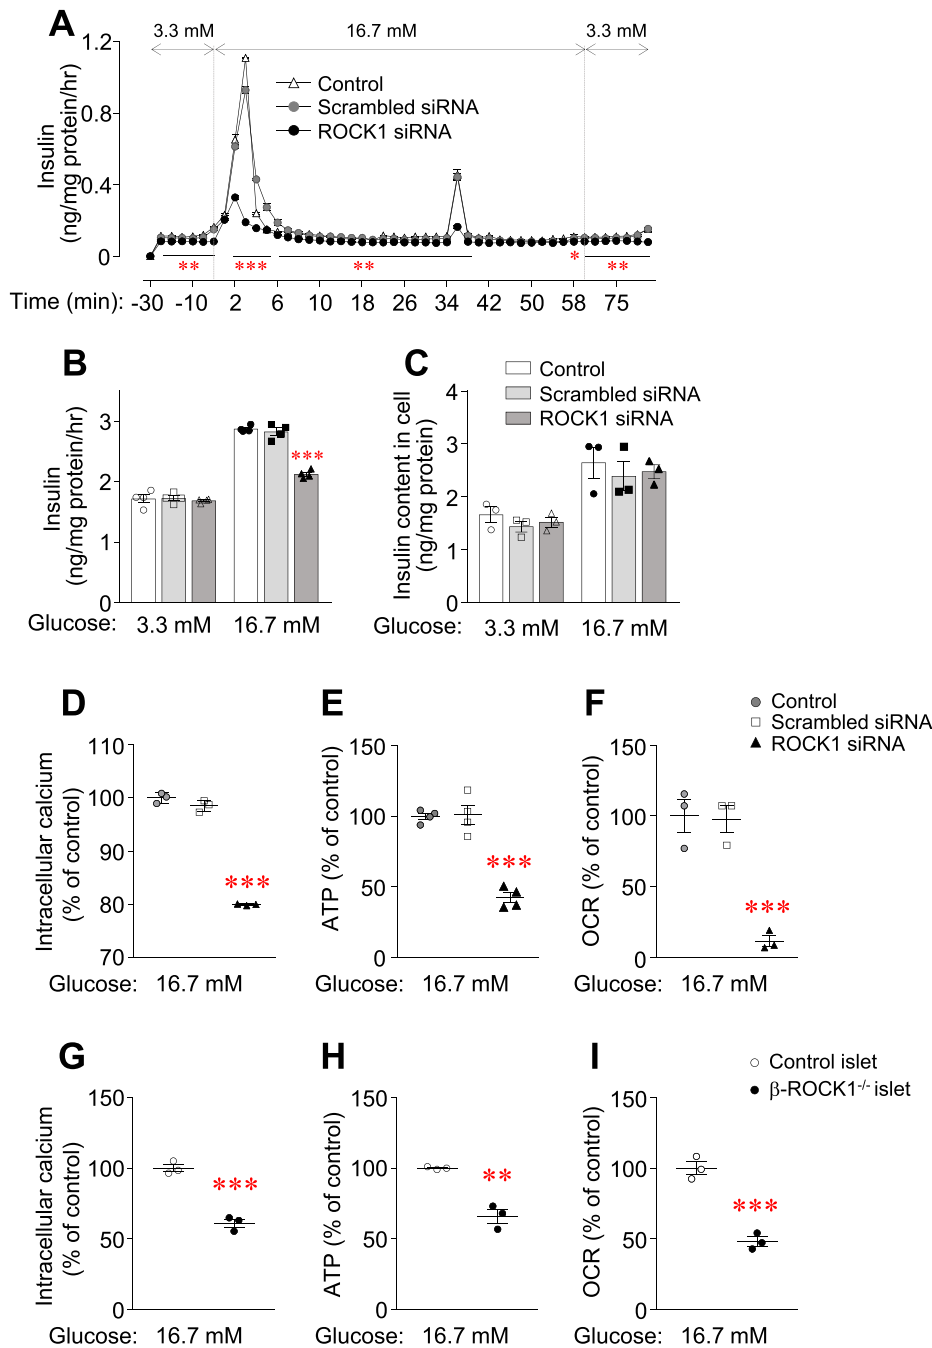 A
3.3 mM 16.7 mM 3.3 mM
Insulin
(ng/mg protein/hr)
1.2
0.8
0.4
0
Control
Scrambled siRNA
ROCK1 siRNA
** *** ** * **
Time (min): -30 -10 2 6 10 18 26 34 42 50 58 75
B
Insulin
(ng/mg protein/hr)
3
2
1
0
***
Glucose: 3.3 mM 16.7 mM
C
Control
Scrambled siRNA
ROCK1 siRNA
Insulin content in cell
(ng/mg protein)
4
3
2
1
0
Glucose: 3.3 mM 16.7 mM
D
Intracellular calcium
(% of control)
110
100
90
80
70
***
Glucose: 16.7 mM
E
ATP (% of control)
150
100
50
0
***
Glucose: 16.7 mM
F
Control
Scrambled siRNA
ROCK1 siRNA
OCR (% of control)
150
100
50
0
***
Glucose: 16.7 mM
G
Intracellular calcium
(% of control)
150
100
50
0
***
Glucose: 16.7 mM
H
ATP (% of control)
150
100
50
0
**
Glucose: 16.7 mM
I
Control islet
β-ROCK1⁻/⁻ islet
OCR (% of control)
150
100
50
0
***
Glucose: 16.7 mM